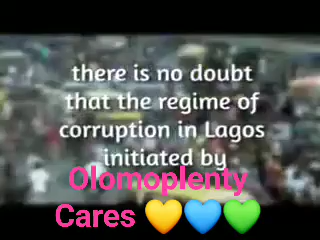 there is no doubt
that the regime of
corruption in Lagos
initiated by
Olomoplenty
Cares 💛💙💚